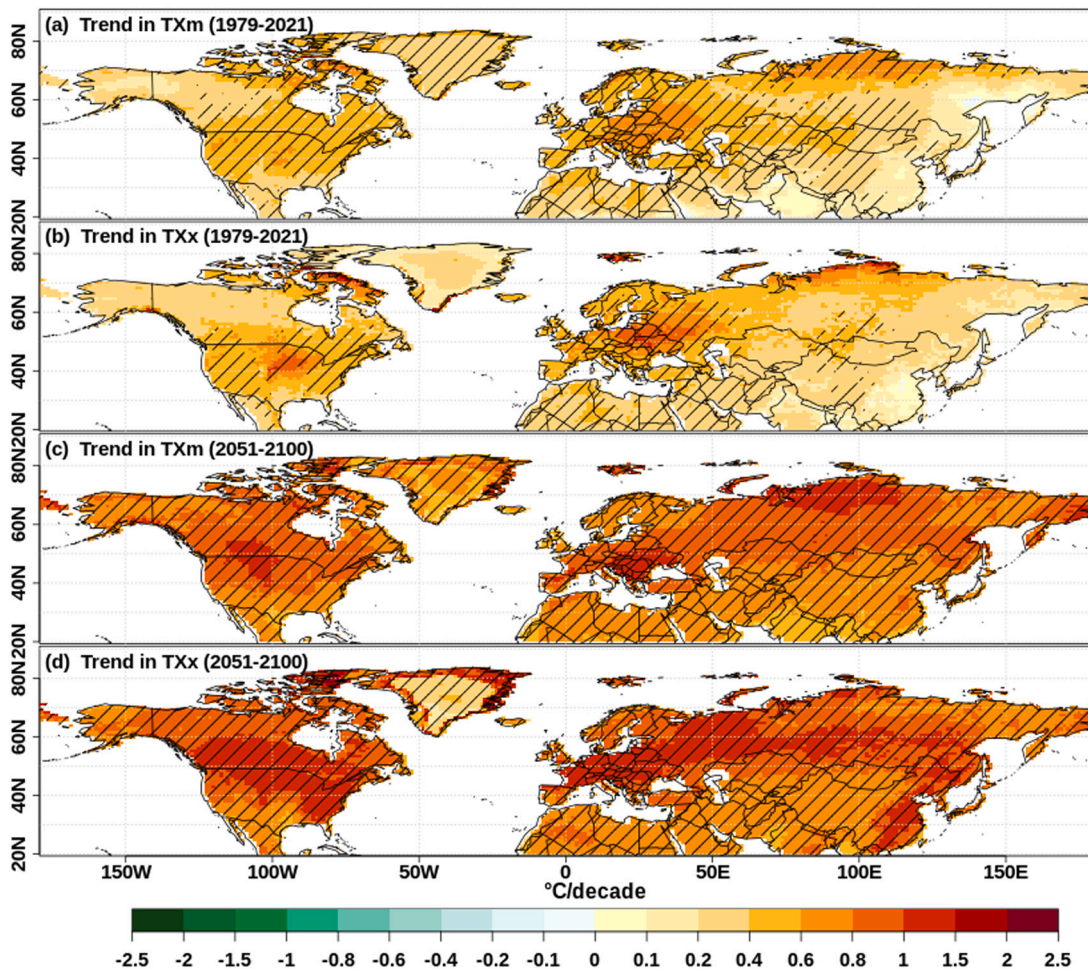 (a) Trend in TXm (1979-2021)
80N
60N
40N
20N
(b) Trend in TXx (1979-2021)
80N
60N
40N
20N
(c) Trend in TXm (2051-2100)
80N
60N
40N
20N
(d) Trend in TXx (2051-2100)
80N
60N
40N
20N
150W 100W 50W 0 50E 100E 150E
°C/decade
-2.5 -2 -1.5 -1 -0.8 -0.6 -0.4 -0.2 -0.1 0 0.1 0.2 0.4 0.6 0.8 1 1.5 2 2.5